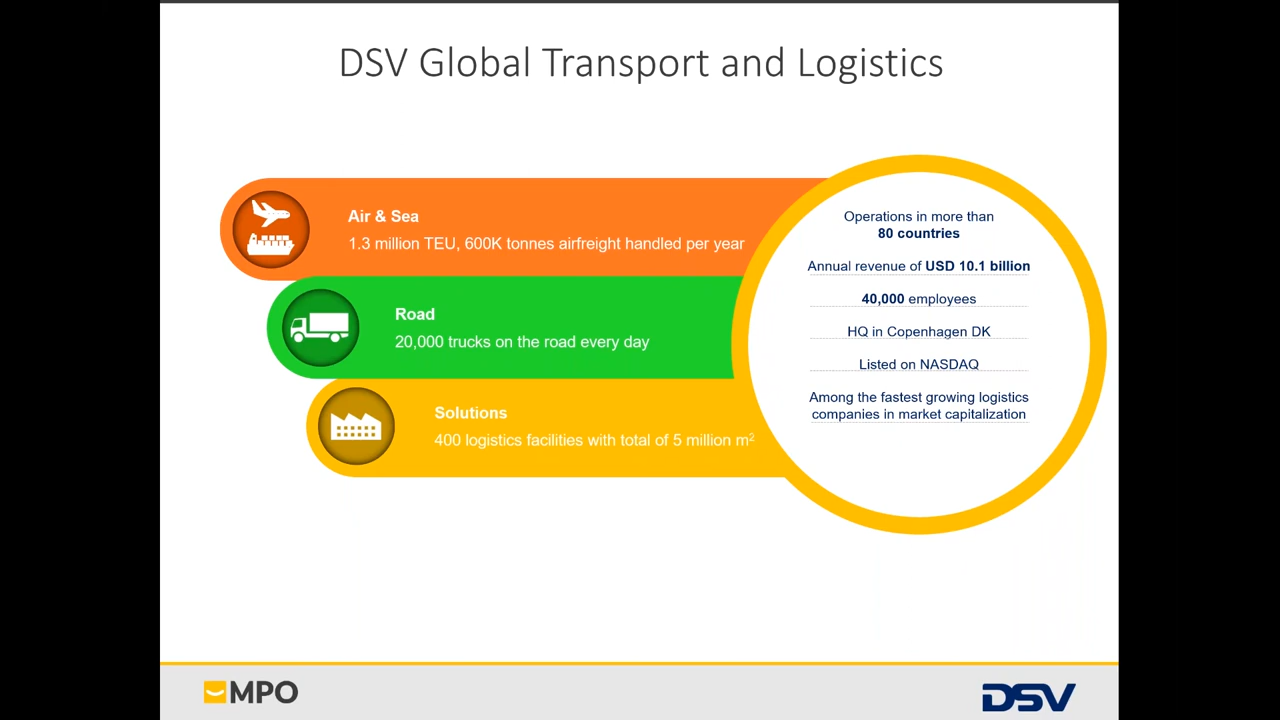 DSV Global Transport and Logistics
Air & Sea
1.3 million TEU, 600K tonnes airfreight handled per year
Road
20,000 trucks on the road every day
Solutions
400 logistics facilities with total of 5 million m²
Operations in more than
80 countries
Annual revenue of USD 10.1 billion
40,000 employees
HQ in Copenhagen DK
Listed on NASDAQ
Among the fastest growing logistics
companies in market capitalization
MPO
DSV